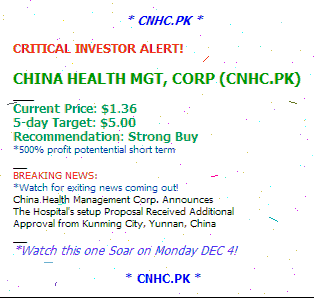 * CNHC.PK *
CRITICAL INVESTOR ALERT!
CHINA HEALTH MGT, CORP (CNHC.PK)
Current Price: $1.36
5-day Target: $5.00
Recommendation: Strong Buy
*500% profit potentential short term
BREAKING NEWS:
*Watch for exiting news coming out!
China Health Management Corp. Announces
The Hospital's setup Proposal Received Additional
Approval from Kunming City, Yunnan, China
*Watch this one Soar on Monday DEC 4!
* CNHC.PK *